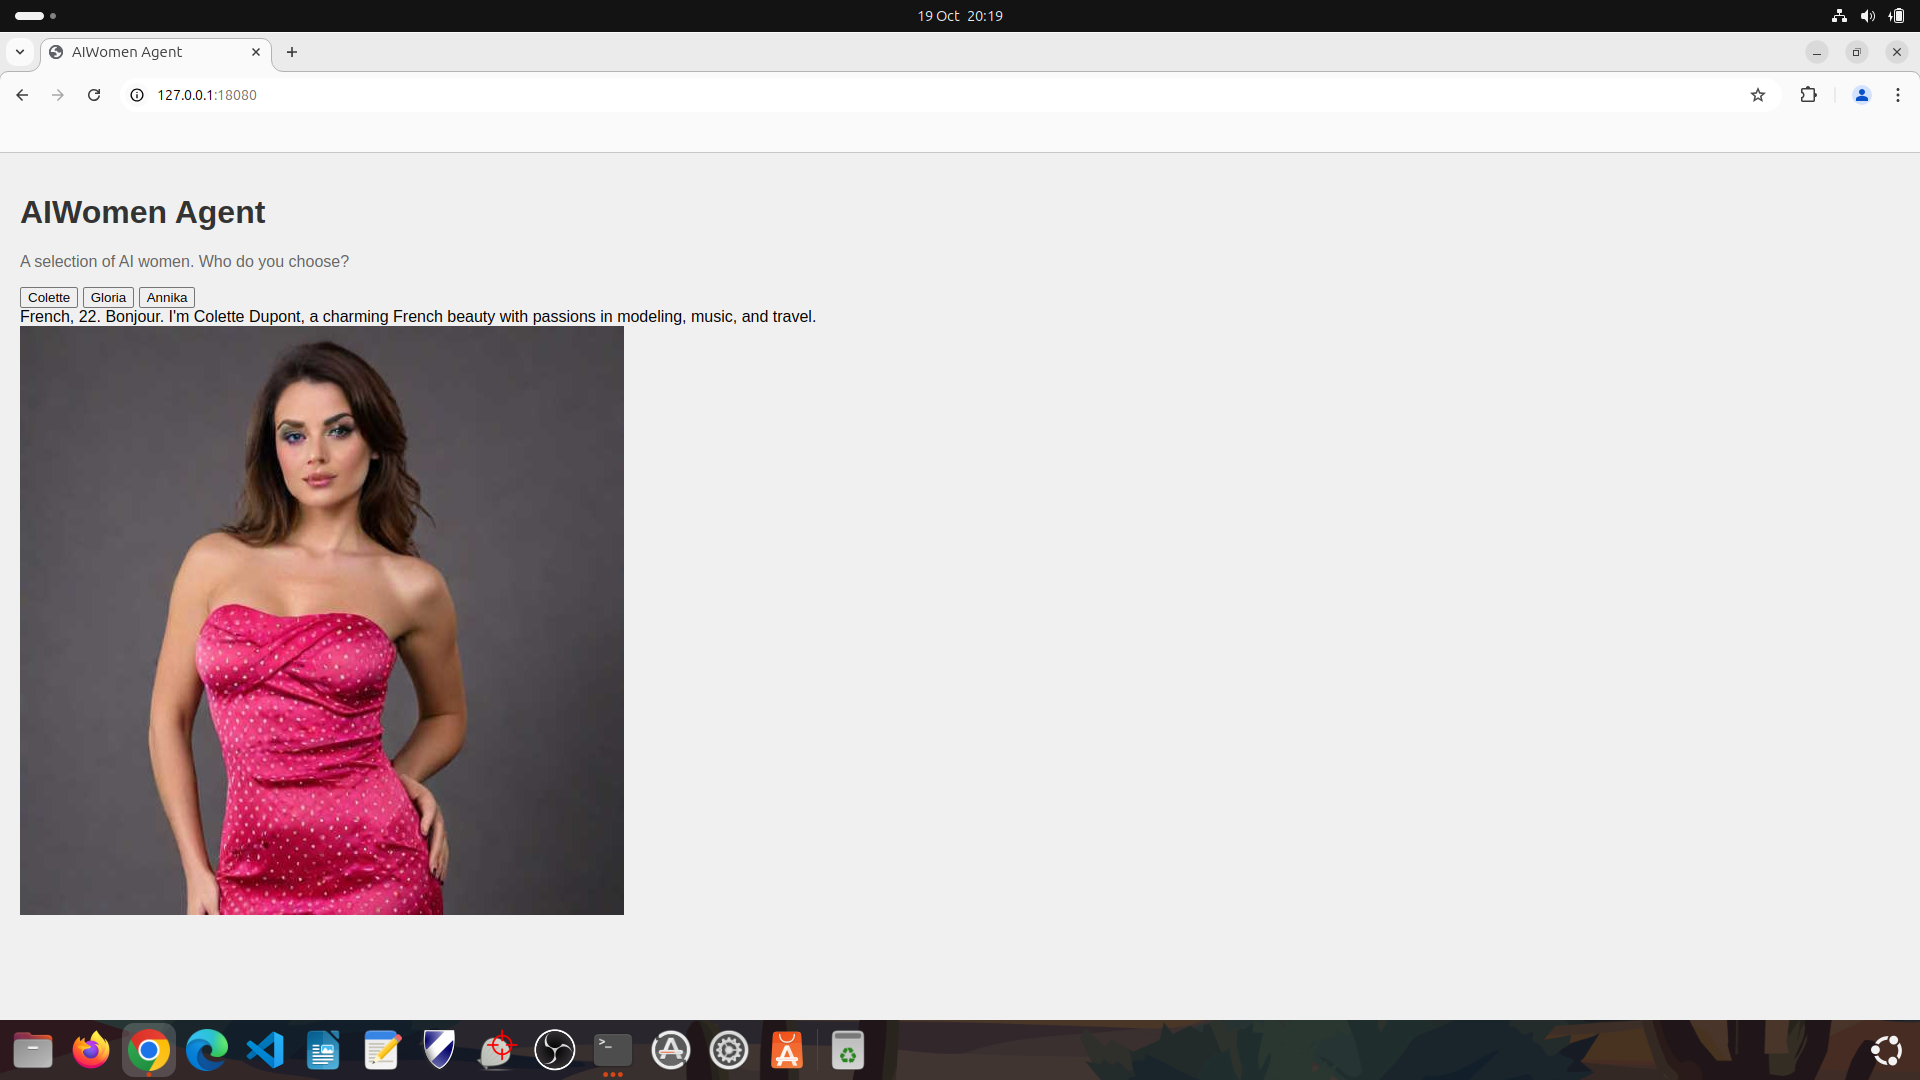 19 Oct 20:19
AIWomen Agent
127.0.0.1:18080
AIWomen Agent
A selection of AI women. Who do you choose?
Colette Gloria Annika
French, 22. Bonjour. I'm Colette Dupont, a charming French beauty with passions in modeling, music, and travel.